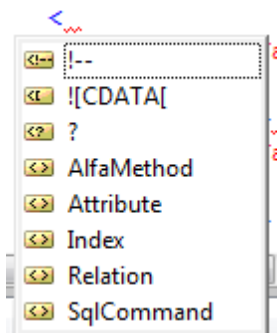 <
!--
![CDATA[
?
AlfaMethod
Attribute
Index
Relation
SqlCommand